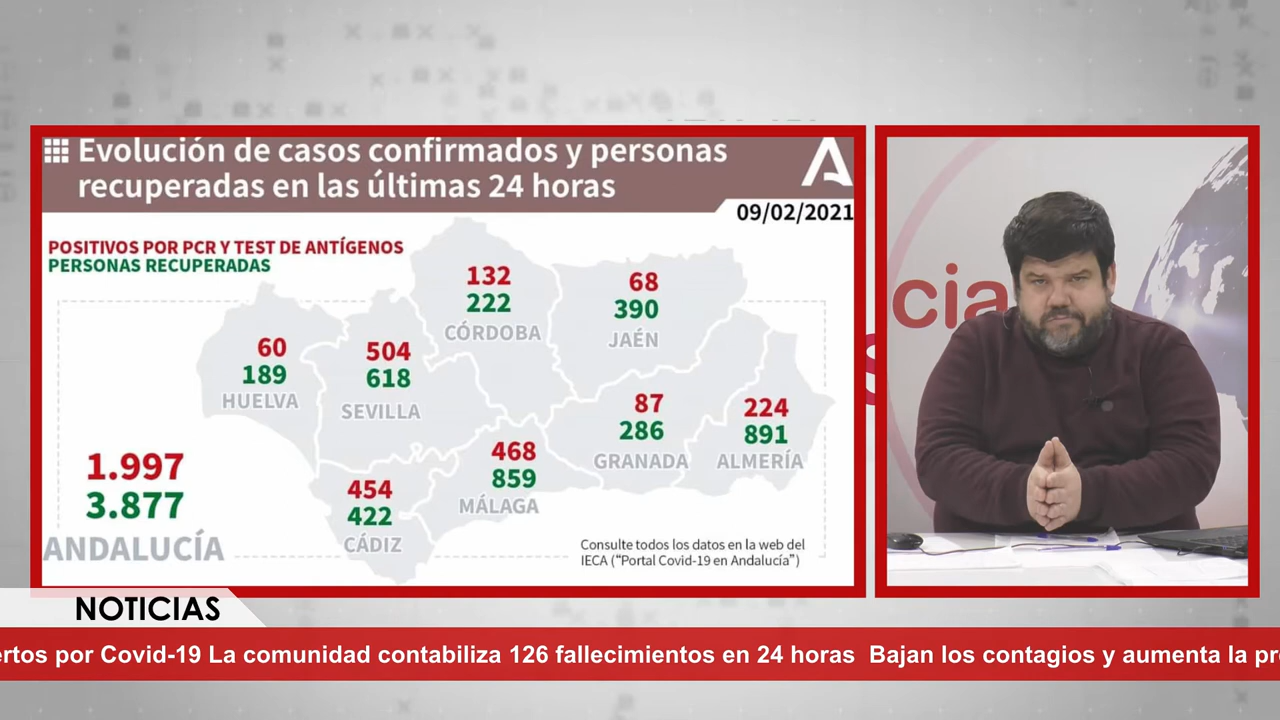 Evolución de casos confirmados y personas
recuperadas en las últimas 24 horas
09/02/2021
POSITIVOS POR PCR Y TEST DE ANTÍGENOS
PERSONAS RECUPERADAS
132
222
CÓRDOBA
68
390
JAÉN
60
189
HUELVA
504
618
SEVILLA
87
286
GRANADA
224
891
ALMERÍA
468
859
MÁLAGA
454
422
CÁDIZ
1.997
3.877
ANDALUCÍA
Consulte todos los datos en la web del
IECA ("Portal Covid-19 en Andalucía")
cia
NOTICIAS
por Covid-19 La comunidad contabiliza 126 fallecimientos en 24 horas Bajan los contagios y aumenta la